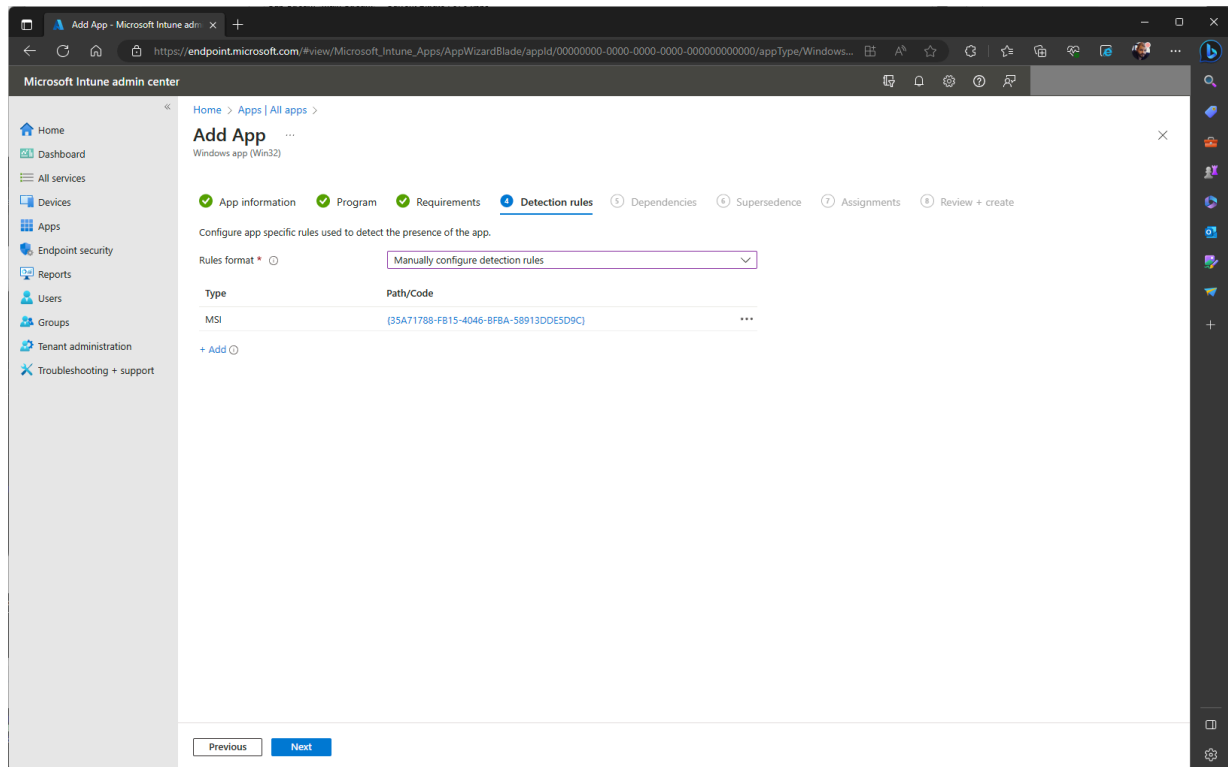 Add App - Microsoft Intune adm
https://endpoint.microsoft.com/#view/Microsoft_Intune_Apps/AppWizardBlade/appId/00000000-0000-0000-0000-000000000000/appType/Windows...
Microsoft Intune admin center
Home
Dashboard
All services
Devices
Apps
Endpoint security
Reports
Users
Groups
Tenant administration
Troubleshooting + support
Home > Apps | All apps >
Add App ...
Windows app (Win32)
App information Program Requirements 4 Detection rules 5 Dependencies 6 Supersedence 7 Assignments 8 Review + create
Configure app specific rules used to detect the presence of the app.
Rules format * Manually configure detection rules
Type Path/Code
MSI {35A71788-FB15-4046-BFBA-58913DDE5D9C} ...
+ Add
Previous Next